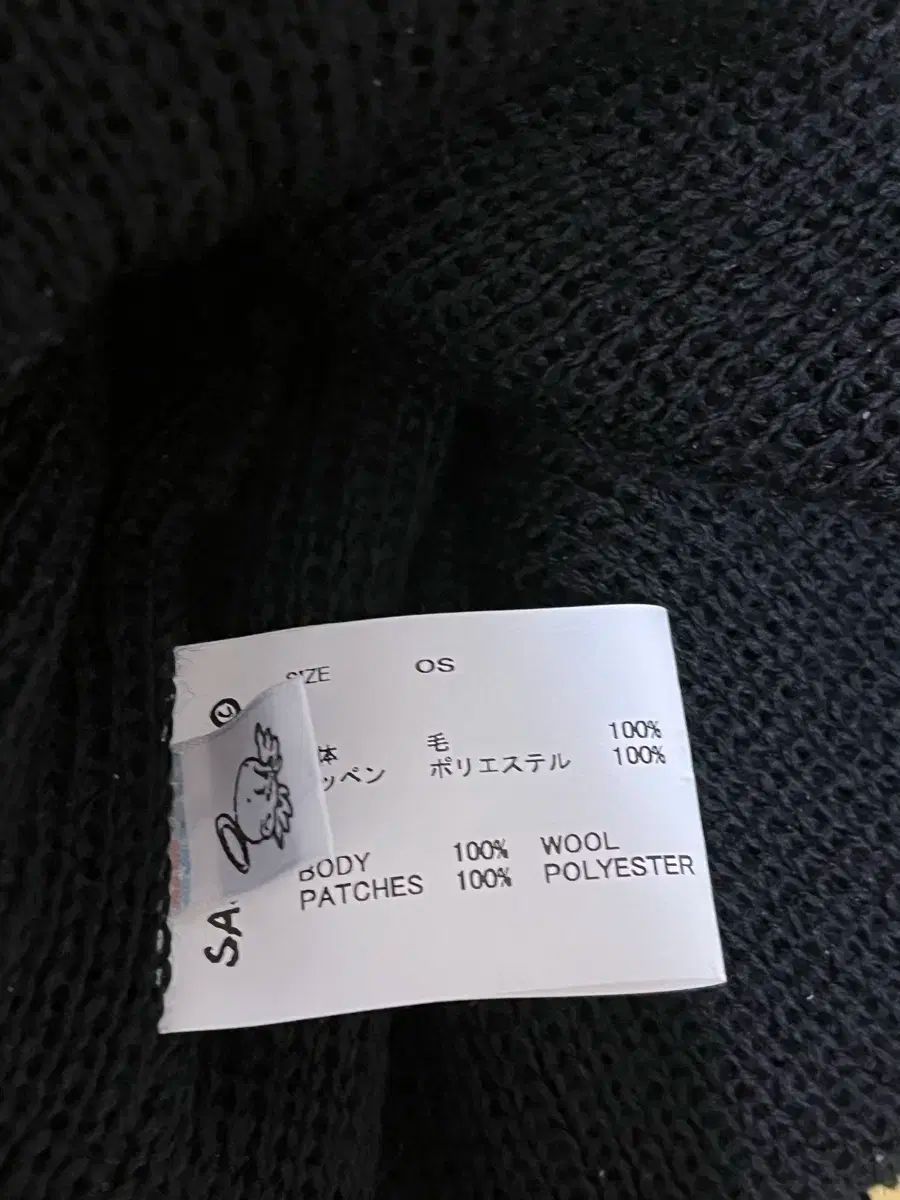 SIZE OS
体 毛 100%
ッペン ポリエステル 100%
BODY 100% WOOL
PATCHES 100% POLYESTER
SA